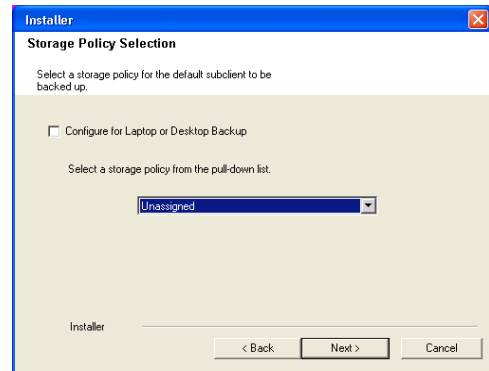 Installer
Storage Policy Selection
Select a storage policy for the default subclient to be
backed up.
Configure for Laptop or Desktop Backup
Select a storage policy from the pull-down list.
Unassigned
Installer
< Back
Next >
Cancel